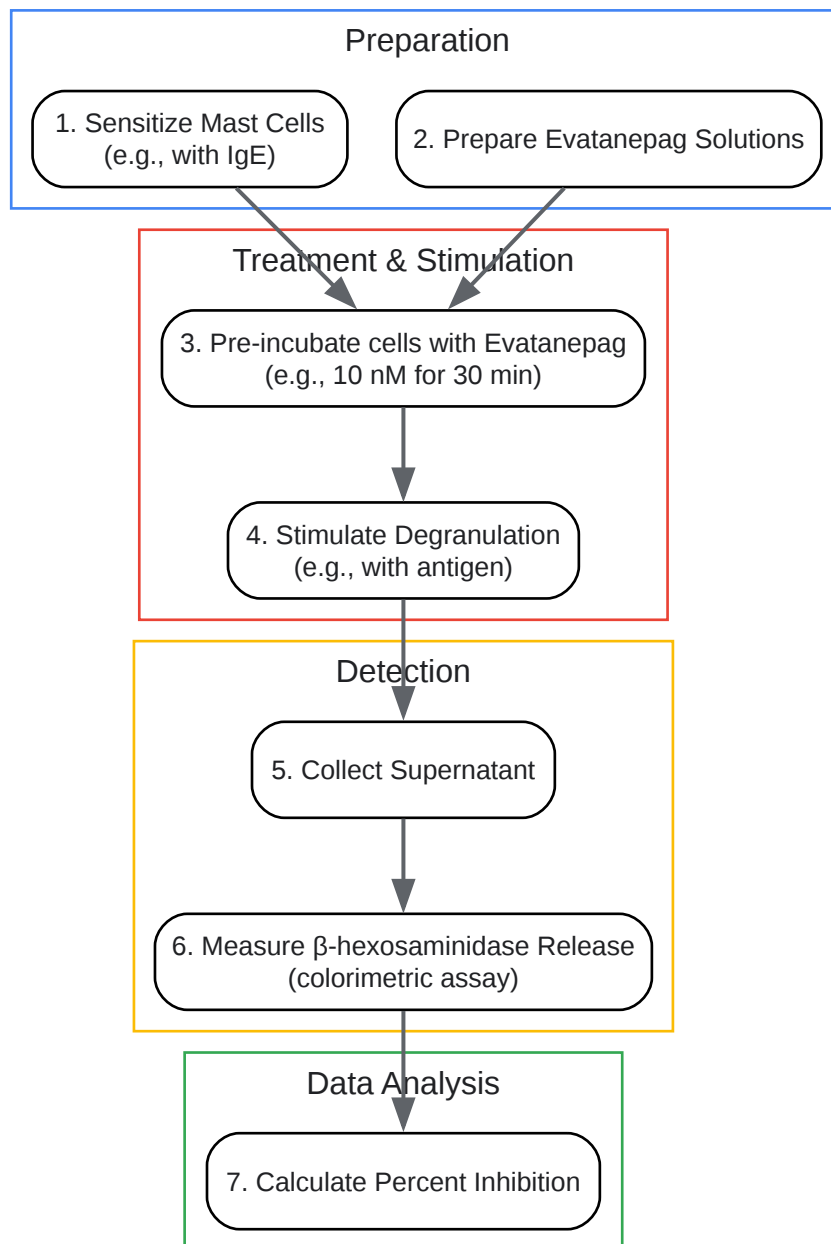 Preparation
1. Sensitize Mast Cells
(e.g., with IgE)
2. Prepare Evatanepag Solutions
Treatment & Stimulation
3. Pre-incubate cells with Evatanepag
(e.g., 10 nM for 30 min)
4. Stimulate Degranulation
(e.g., with antigen)
Detection
5. Collect Supernatant
6. Measure β-hexosaminidase Release
(colorimetric assay)
Data Analysis
7. Calculate Percent Inhibition